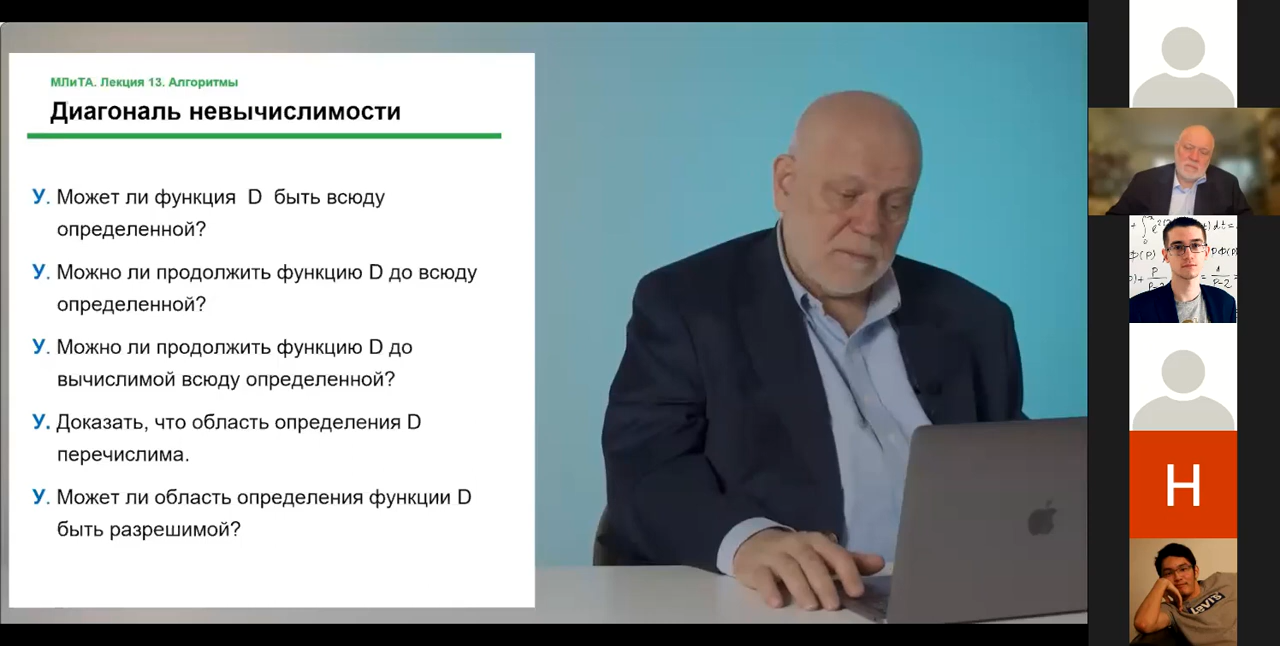 МЛиТА. Лекция 13. Алгоритмы
Диагональ невычислимости
У. Может ли функция D быть всюду
определенной?
У. Можно ли продолжить функцию D до всюду
определенной?
У. Можно ли продолжить функцию D до
вычислимой всюду определенной?
У. Доказать, что область определения D
перечислима.
У. Может ли область определения функции D
быть разрешимой?
H
LEVI'S